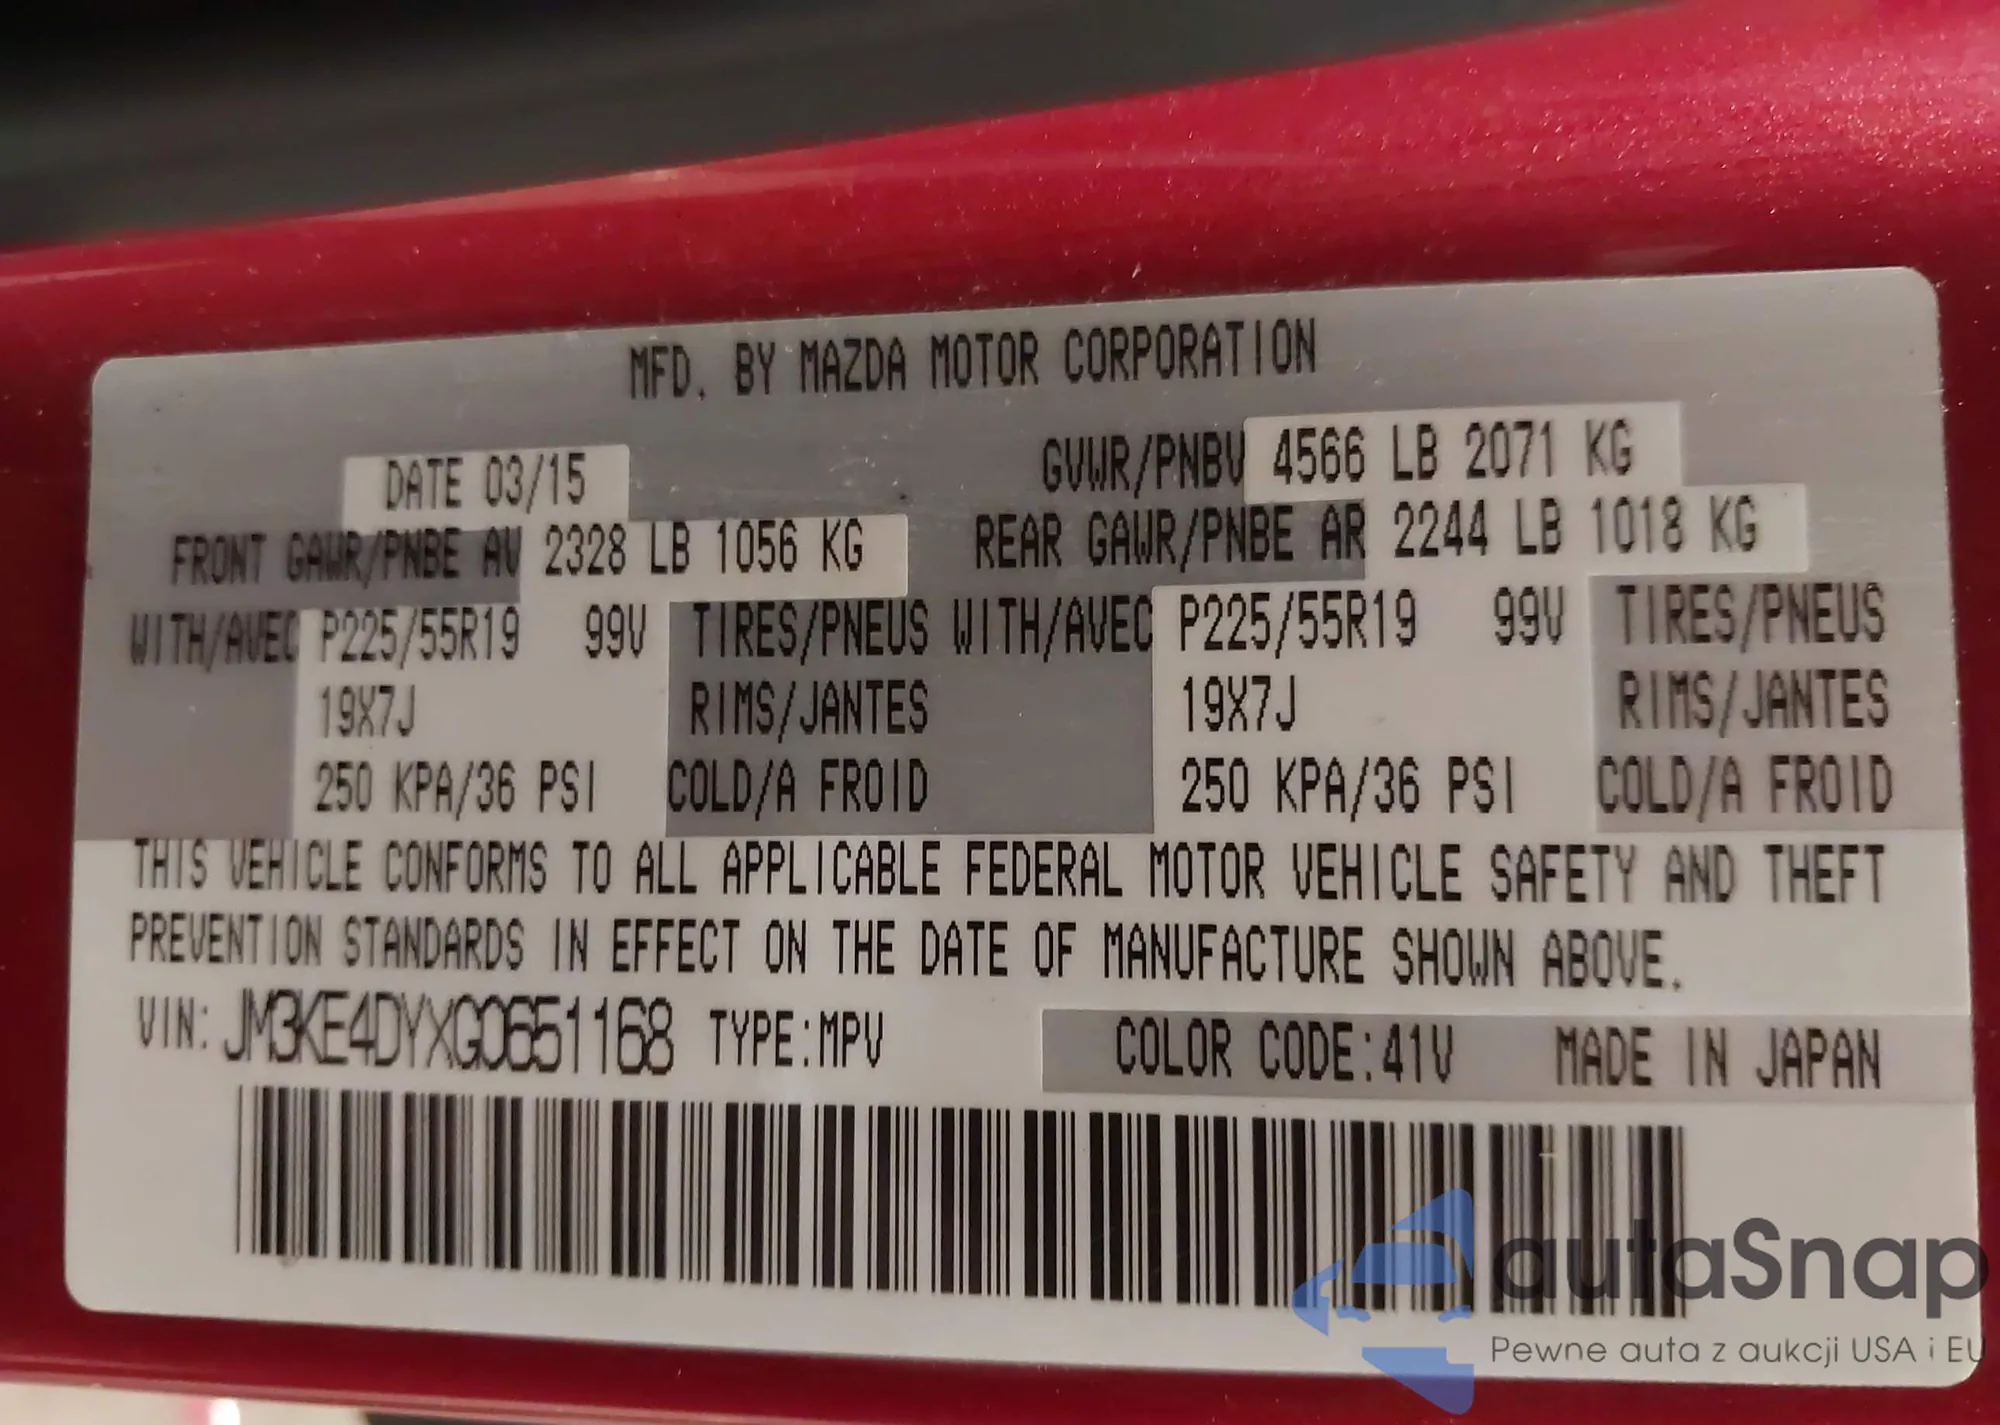 MFD. BY MAZDA MOTOR CORPORATION
DATE 03/15 GVWR/PNBV 4566 LB 2071 KG
FRONT GAWR/PNBE AV 2328 LB 1056 KG REAR GAWR/PNBE AR 2244 LB 1018 KG
WITH/AVEC P225/55R19 99V TIRES/PNEUS WITH/AVEC P225/55R19 99V TIRES/PNEUS
19X7J RIMS/JANTES 19X7J RIMS/JANTES
250 KPA/36 PSI COLD/A FROID 250 KPA/36 PSI COLD/A FROID
THIS VEHICLE CONFORMS TO ALL APPLICABLE FEDERAL MOTOR VEHICLE SAFETY AND THEFT
PREVENTION STANDARDS IN EFFECT ON THE DATE OF MANUFACTURE SHOWN ABOVE.
VIN: JM3KE4DYXG0651168 TYPE:MPV COLOR CODE:41V MADE IN JAPAN
autaSnap
Pewne auta z aukcji USA i EU